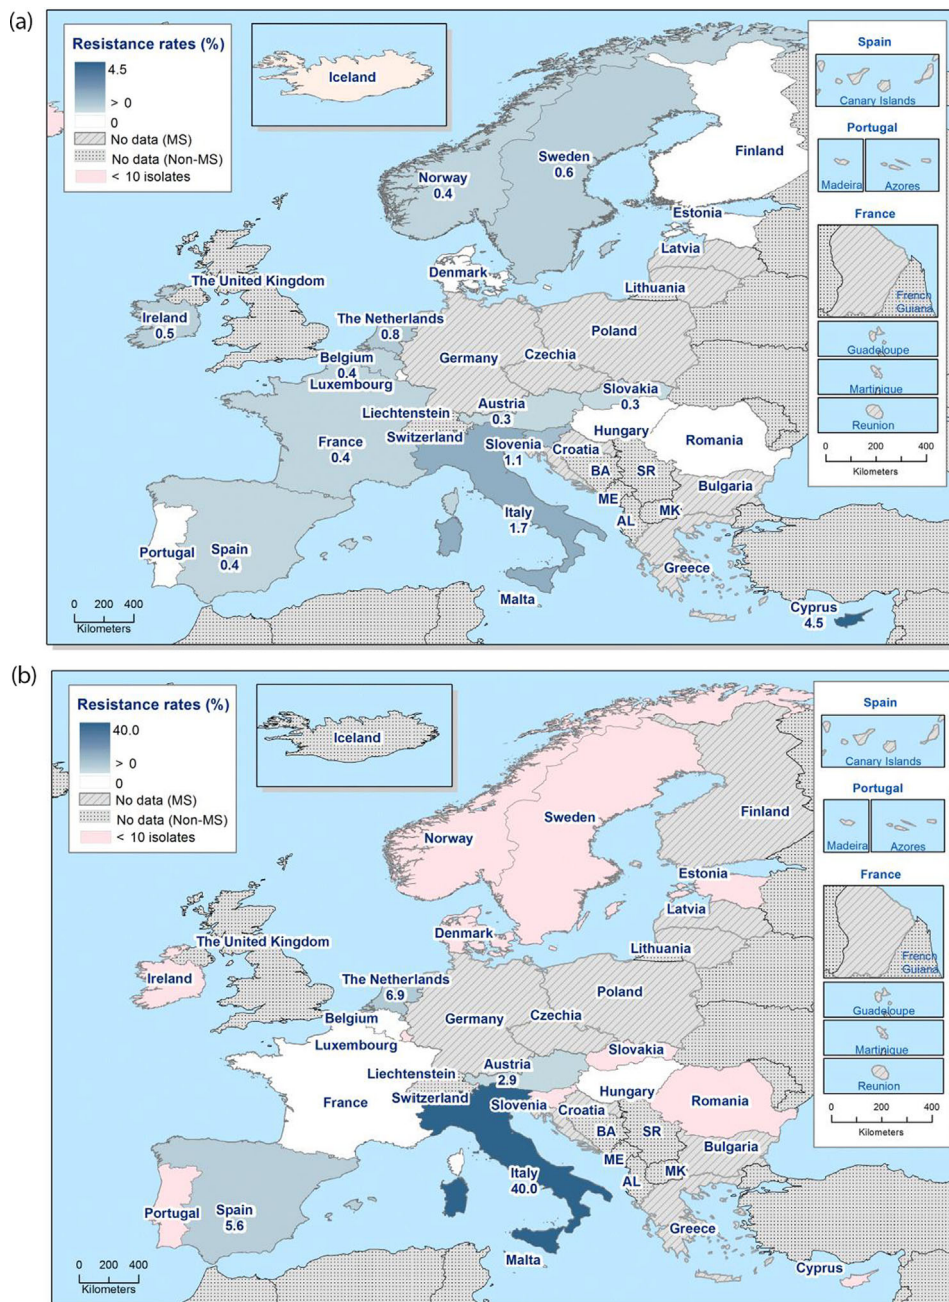 (a)
Resistance rates (%)
4.5
> 0
0
No data (MS)
No data (Non-MS)
< 10 isolates
Iceland
Spain
Canary Islands
Portugal
Madeira
Azores
France
French
Guiana
Guadeloupe
Martinique
Reunion
0 200 400
Kilometers
Finland
Sweden
0.6
Norway
0.4
Estonia
Latvia
Lithuania
Denmark
The United Kingdom
Ireland
0.5
The Netherlands
0.8
Poland
Germany
Czechia
Belgium
0.4
Luxembourg
Slovakia
0.3
Austria
0.3
Liechtenstein
Switzerland
Hungary
Romania
Slovenia
1.1
Croatia
France
0.4
BA
SR
Bulgaria
ME
MK
AL
Italy
1.7
Portugal
Spain
0.4
Greece
Malta
Cyprus
4.5
0 200 400
Kilometers
(b)
Resistance rates (%)
40.0
> 0
0
No data (MS)
No data (Non-MS)
< 10 isolates
Iceland
Spain
Canary Islands
Portugal
Madeira
Azores
France
French
Guiana
Guadeloupe
Martinique
Reunion
0 200 400
Kilometers
Finland
Sweden
Norway
Estonia
Latvia
Lithuania
Denmark
The United Kingdom
Ireland
The Netherlands
6.9
Poland
Germany
Czechia
Belgium
Luxembourg
Slovakia
Austria
2.9
Liechtenstein
Switzerland
Hungary
Romania
Slovenia
Croatia
France
BA
SR
Bulgaria
ME
MK
AL
Italy
40.0
Portugal
Spain
5.6
Greece
Malta
Cyprus
0 200 400
Kilometers